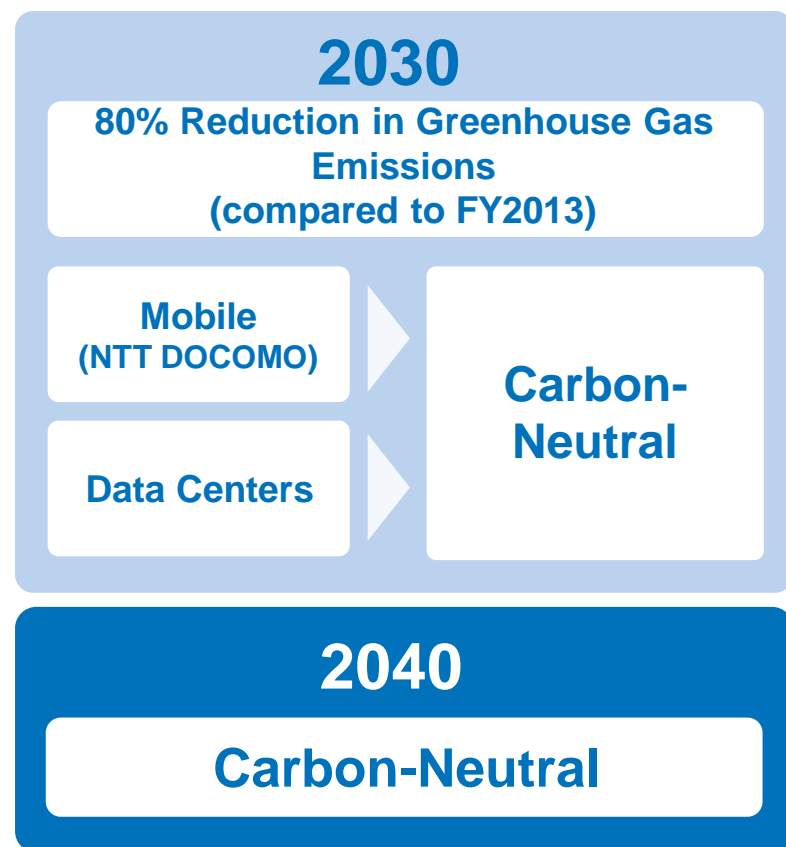 2030
80% Reduction in Greenhouse Gas
Emissions
(compared to FY2013)
Mobile
(NTT DOCOMO)
Data Centers
Carbon-
Neutral
2040
Carbon-Neutral